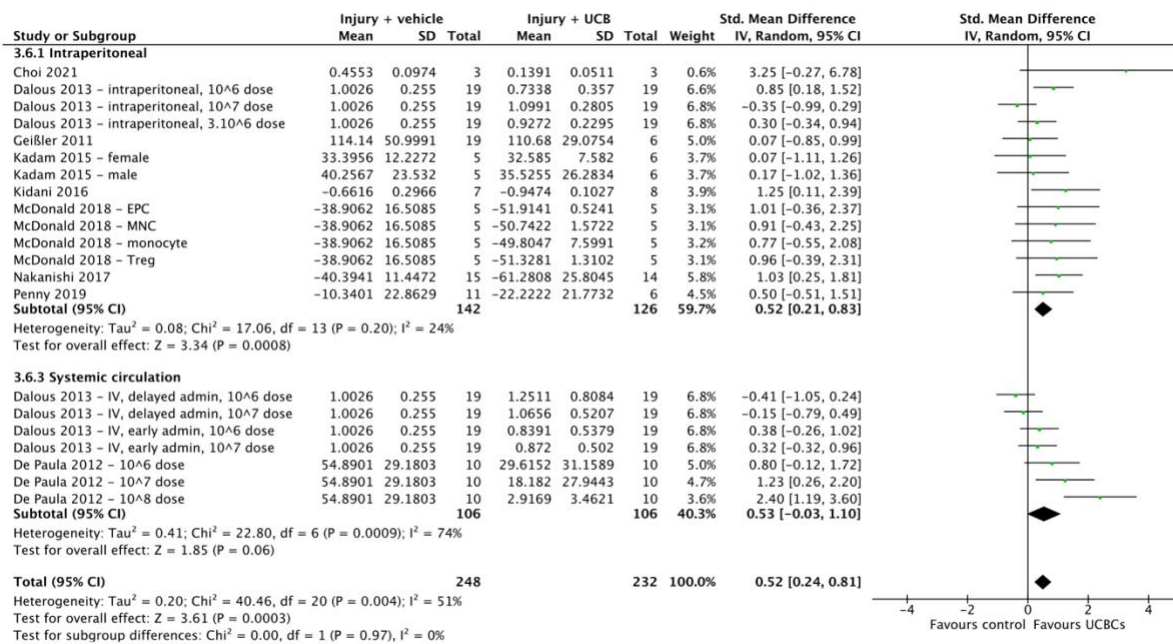 Injury + vehicle Injury + UCB Std. Mean Difference Std. Mean Difference
Study or Subgroup Mean SD Total Mean SD Total Weight IV, Random, 95% CI IV, Random, 95% CI
3.6.1 Intraperitoneal
Choi 2021 0.4553 0.0974 3 0.1391 0.0511 3 0.6% 3.25 [-0.27, 6.78]
Dalous 2013 - intraperitoneal, 10^6 dose 1.0026 0.255 19 0.7338 0.357 19 6.6% 0.85 [0.18, 1.52]
Dalous 2013 - intraperitoneal, 10^7 dose 1.0026 0.255 19 1.0991 0.2805 19 6.8% -0.35 [-0.99, 0.29]
Dalous 2013 - intraperitoneal, 3.10^6 dose 1.0026 0.255 19 0.9272 0.2295 19 6.8% 0.30 [-0.34, 0.94]
Geißler 2011 114.14 50.9991 19 110.68 29.0754 6 5.0% 0.07 [-0.85, 0.99]
Kadam 2015 - female 33.3956 12.2272 5 32.585 7.582 6 3.7% 0.07 [-1.11, 1.26]
Kadam 2015 - male 40.2567 23.532 5 35.5255 26.2834 6 3.7% 0.17 [-1.02, 1.36]
Kidani 2016 -0.6616 0.2966 7 -0.9474 0.1027 8 3.9% 1.25 [0.11, 2.39]
McDonald 2018 - EPC -38.9062 16.5085 5 -51.9141 0.5241 5 3.1% 1.01 [-0.36, 2.37]
McDonald 2018 - MNC -38.9062 16.5085 5 -50.7422 1.5722 5 3.1% 0.91 [-0.43, 2.25]
McDonald 2018 - monocyte -38.9062 16.5085 5 -49.8047 7.5991 5 3.2% 0.77 [-0.55, 2.08]
McDonald 2018 - Treg -38.9062 16.5085 5 -51.3281 1.3102 5 3.1% 0.96 [-0.39, 2.31]
Nakanishi 2017 -40.3941 11.4472 15 -61.2808 25.8045 14 5.8% 1.03 [0.25, 1.81]
Penny 2019 -10.3401 22.8629 11 -22.2222 21.7732 6 4.5% 0.50 [-0.51, 1.51]
Subtotal (95% CI) 142 126 59.7% 0.52 [0.21, 0.83]
Heterogeneity: Tau² = 0.08; Chi² = 17.06, df = 13 (P = 0.20); I² = 24%
Test for overall effect: Z = 3.34 (P = 0.0008)
3.6.3 Systemic circulation
Dalous 2013 - IV, delayed admin, 10^6 dose 1.0026 0.255 19 1.2511 0.8084 19 6.8% -0.41 [-1.05, 0.24]
Dalous 2013 - IV, delayed admin, 10^7 dose 1.0026 0.255 19 1.0656 0.5207 19 6.8% -0.15 [-0.79, 0.49]
Dalous 2013 - IV, early admin, 10^6 dose 1.0026 0.255 19 0.8391 0.5379 19 6.8% 0.38 [-0.26, 1.02]
Dalous 2013 - IV, early admin, 10^7 dose 1.0026 0.255 19 0.872 0.502 19 6.8% 0.32 [-0.32, 0.96]
De Paula 2012 - 10^6 dose 54.8901 29.1803 10 29.6152 31.1589 10 5.0% 0.80 [-0.12, 1.72]
De Paula 2012 - 10^7 dose 54.8901 29.1803 10 18.182 27.9443 10 4.7% 1.23 [0.26, 2.20]
De Paula 2012 - 10^8 dose 54.8901 29.1803 10 2.9169 3.4621 10 3.6% 2.40 [1.19, 3.60]
Subtotal (95% CI) 106 106 40.3% 0.53 [-0.03, 1.10]
Heterogeneity: Tau² = 0.41; Chi² = 22.80, df = 6 (P = 0.0009); I² = 74%
Test for overall effect: Z = 1.85 (P = 0.06)
Total (95% CI) 248 232 100.0% 0.52 [0.24, 0.81]
Heterogeneity: Tau² = 0.20; Chi² = 40.46, df = 20 (P = 0.004); I² = 51%
Test for overall effect: Z = 3.61 (P = 0.0003)
Test for subgroup differences: Chi² = 0.00, df = 1 (P = 0.97), I² = 0%
-4 -2 0 2 4
Favours control Favours UCBCs